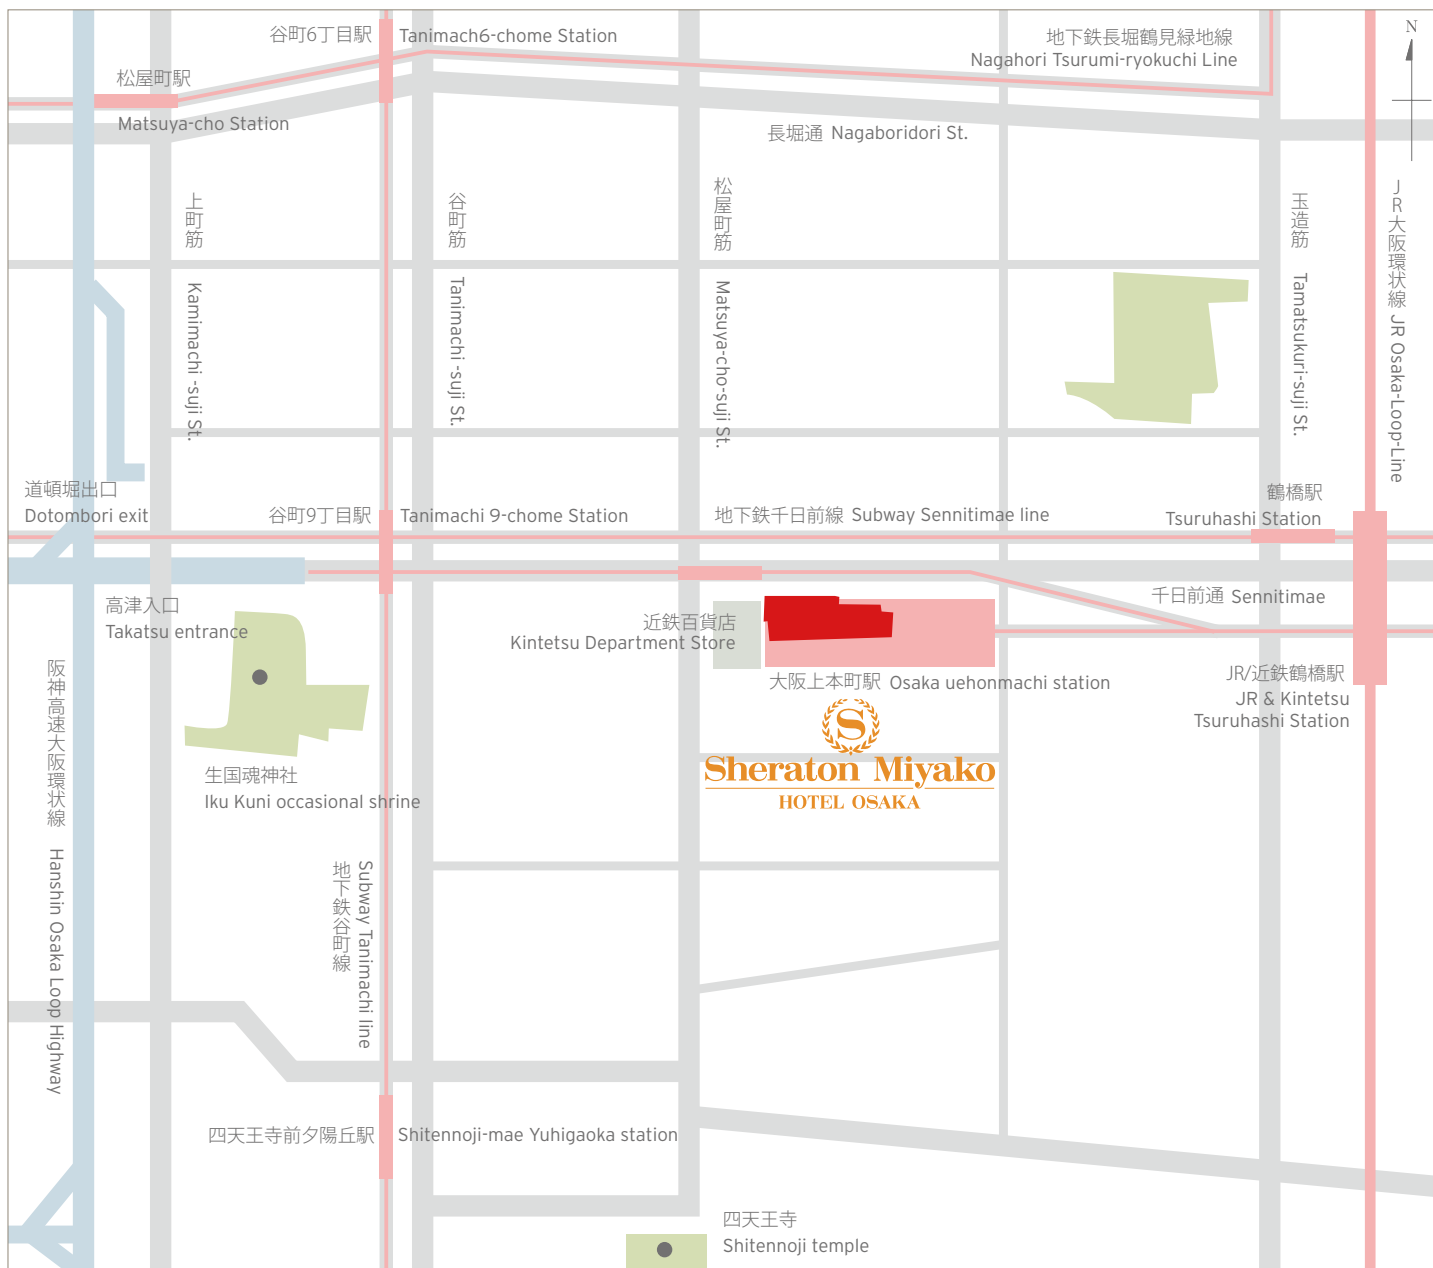 谷町6丁目駅 Tanimach6-chome Station
地下鉄長堀鶴見緑地線
Nagahori Tsurumi-ryokuchi Line
N
松屋町駅
Matsuya-cho Station
長堀通 Nagaboridori St.
上町筋 Kamimachi -suji St.
谷町筋 Tanimachi -suji St.
松屋町筋 Matsuya-cho-suji St.
玉造筋 Tamatsukuri-suji St.
JR大阪環状線 JR Osaka-Loop-Line
道頓堀出口
Dotombori exit
谷町9丁目駅 Tanimachi 9-chome Station
地下鉄千日前線 Subway Sennitimae line
鶴橋駅
Tsuruhashi Station
千日前通 Sennitimae
高津入口
Takatsu entrance
近鉄百貨店
Kintetsu Department Store
大阪上本町駅 Osaka uehonmachi station
JR/近鉄鶴橋駅
JR & Kintetsu
Tsuruhashi Station
S
Sheraton Miyako
HOTEL OSAKA
生国魂神社
Iku Kuni occasional shrine
阪神高速大阪環状線 Hanshin Osaka Loop Highway
地下鉄谷町線
Subway Tanimachi line
四天王寺前夕陽丘駅 Shitennoji-mae Yuhigaoka station
四天王寺
Shitennoji temple